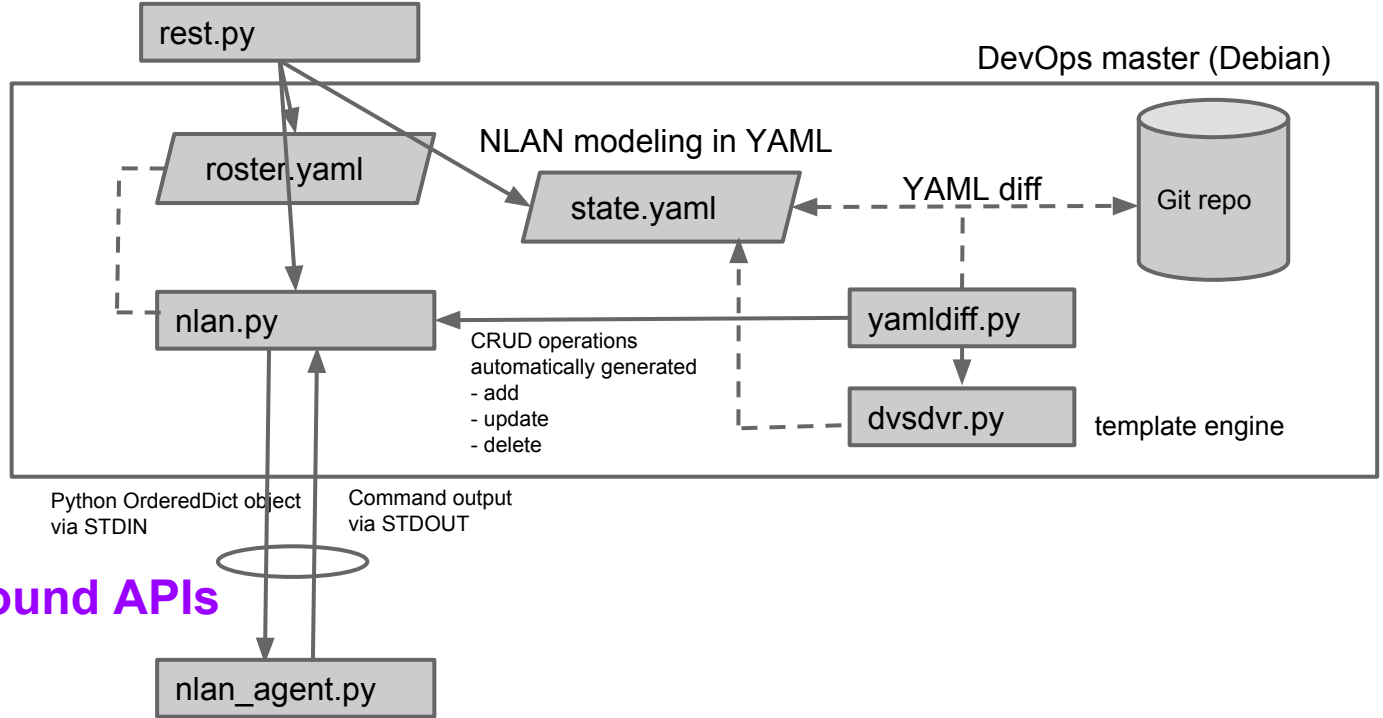 rest.py
DevOps master (Debian)
NLAN modeling in YAML
roster.yaml
state.yaml
YAML diff
Git repo
nlan.py
yamldiff.py
CRUD operations
automatically generated
- add
- update
- delete
dvsdvr.py
template engine
Python OrderedDict object
via STDIN
Command output
via STDOUT
ound APIs
nlan_agent.py